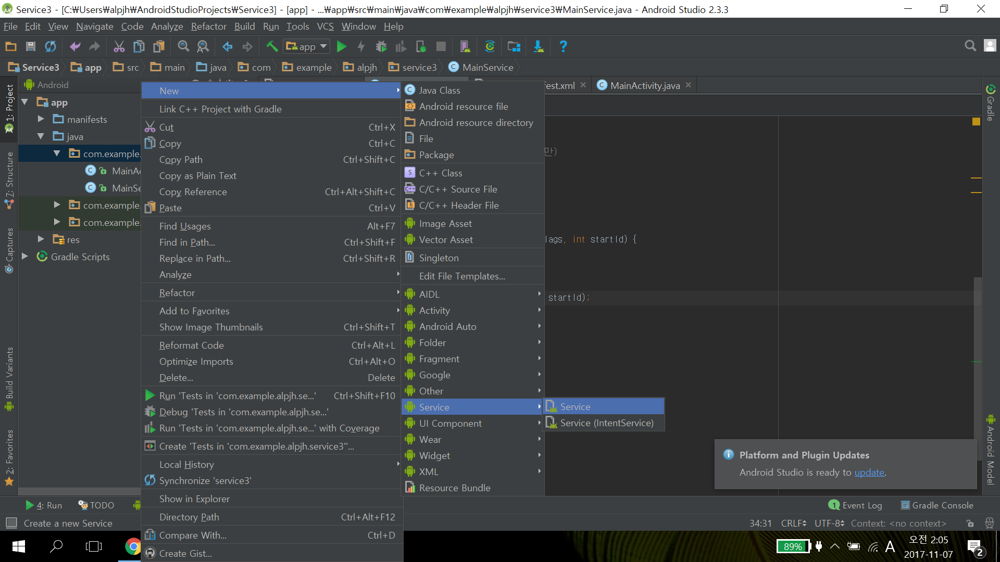 Service3 - [C:₩Users₩alpjh₩AndroidStudioProjects₩Service3] - [app] - ...₩app₩src₩main₩java₩com₩example₩alpjh₩service3₩MainService.java - Android Studio 2.3.3
File Edit View Navigate Code Analyze Refactor Build Run Tools VCS Window Help
app
Service3 app src main java com example alpjh service3 MainService
Android
est.xml
MainActivity.java
1: Project
7: Structure
Captures
Build Variants
2: Favorites
app
manifests
java
com.example.
MainAc
MainSe
com.example.
com.example.
res
Gradle Scripts
New
Link C++ Project with Gradle
Cut Ctrl+X
Copy Ctrl+C
Copy Path Ctrl+Shift+C
Copy as Plain Text
Copy Reference Ctrl+Alt+Shift+C
Paste Ctrl+V
Find Usages Alt+F7
Find in Path... Ctrl+Shift+F
Replace in Path... Ctrl+Shift+R
Analyze
Refactor
Add to Favorites
Show Image Thumbnails Ctrl+Shift+T
Reformat Code Ctrl+Alt+L
Optimize Imports Ctrl+Alt+O
Delete... Delete
Run 'Tests in 'com.example.alpjh.se...' Ctrl+Shift+F10
Debug 'Tests in 'com.example.alpjh.se...'
Run 'Tests in 'com.example.alpjh.se...' with Coverage
Create 'Tests in 'com.example.alpjh.service3''...
Local History
Synchronize 'service3'
Show in Explorer
Directory Path Ctrl+Alt+F12
Compare With... Ctrl+D
Create Gist...
Java Class
Android resource file
Android resource directory
File
Package
C++ Class
C/C++ Source File
C/C++ Header File
Image Asset
Vector Asset
Singleton
Edit File Templates...
AIDL
Activity
Android Auto
Folder
Fragment
Google
Other
Service
UI Component
Wear
Widget
XML
Resource Bundle
Service
Service (IntentService)
만)
lags, int startId) {
startId);
Gradle
Android Model
Platform and Plugin Updates
Android Studio is ready to update.
4: Run TODO
1 Event Log Gradle Console
Create a new Service
34:31 CRLF UTF-8 Context: <no context>
89% A 오전 2:05
2017-11-07
2